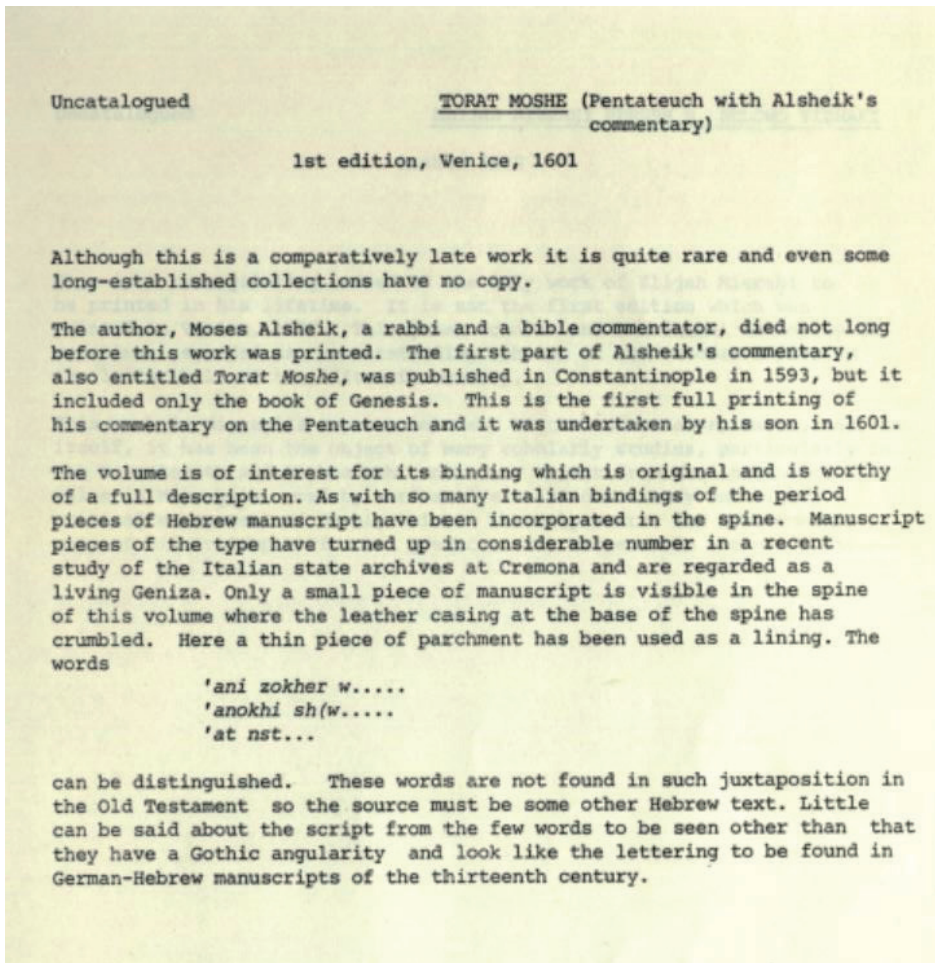 Uncatalogued TORAT MOSHE (Pentateuch with Alsheik's
commentary)
1st edition, Venice, 1601
Although this is a comparatively late work it is quite rare and even some
long-established collections have no copy.
The author, Moses Alsheik, a rabbi and a bible commentator, died not long
before this work was printed. The first part of Alsheik's commentary,
also entitled Torat Moshe, was published in Constantinople in 1593, but it
included only the book of Genesis. This is the first full printing of
his commentary on the Pentateuch and it was undertaken by his son in 1601.
The volume is of interest for its binding which is original and is worthy
of a full description. As with so many Italian bindings of the period
pieces of Hebrew manuscript have been incorporated in the spine. Manuscript
pieces of the type have turned up in considerable number in a recent
study of the Italian state archives at Cremona and are regarded as a
living Geniza. Only a small piece of manuscript is visible in the spine
of this volume where the leather casing at the base of the spine has
crumbled. Here a thin piece of parchment has been used as a lining. The
words
'ani zokher w.....
'anokhi sh(w.....
'at nst...
can be distinguished. These words are not found in such juxtaposition in
the Old Testament so the source must be some other Hebrew text. Little
can be said about the script from the few words to be seen other than that
they have a Gothic angularity and look like the lettering to be found in
German-Hebrew manuscripts of the thirteenth century.